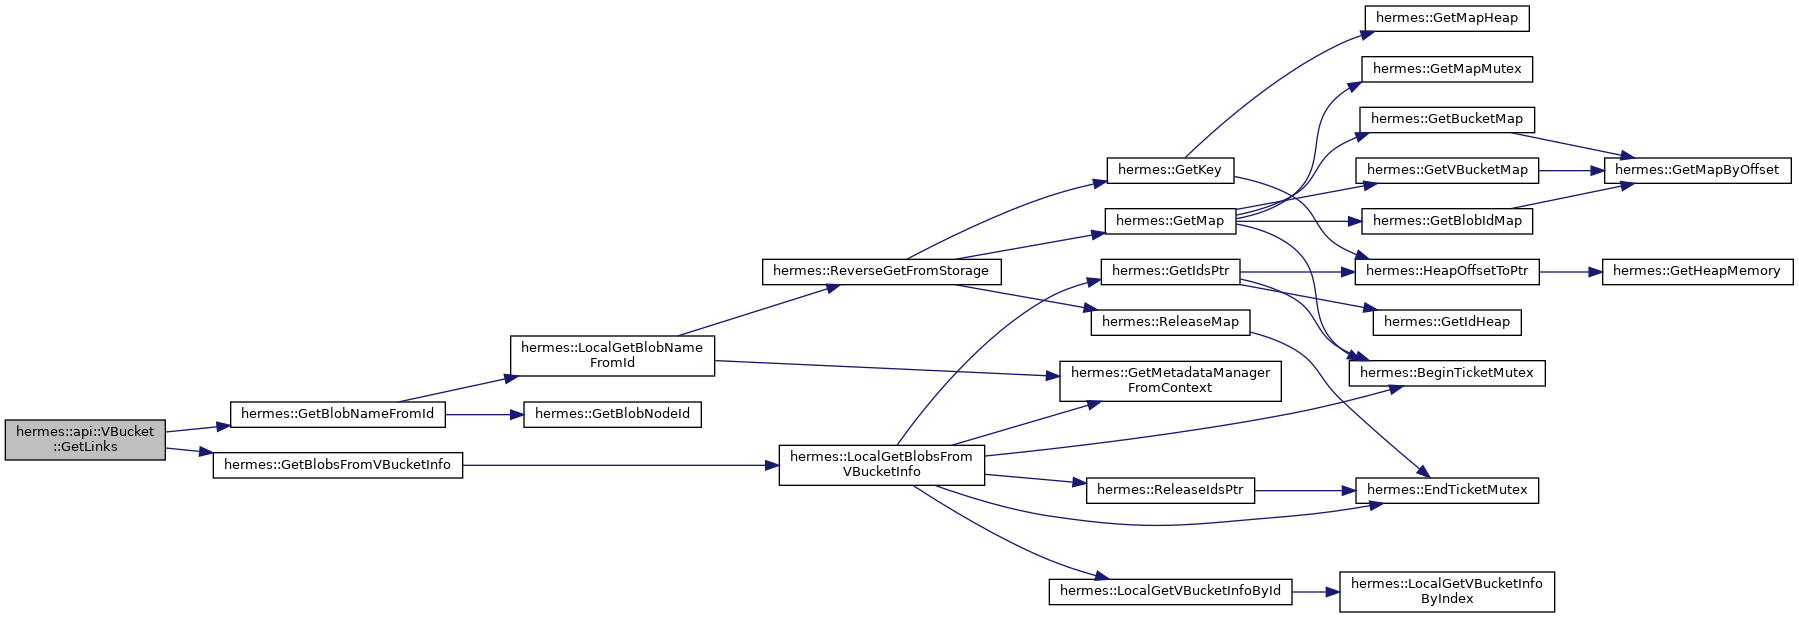 hermes::api::VBucket
::GetLinks
hermes::GetBlobNameFromId
hermes::GetBlobsFromVBucketInfo
hermes::LocalGetBlobName
FromId
hermes::GetBlobNodeId
hermes::ReverseGetFromStorage
hermes::LocalGetBlobsFrom
VBucketInfo
hermes::GetKey
hermes::GetMap
hermes::GetIdsPtr
hermes::ReleaseMap
hermes::GetMetadataManager
FromContext
hermes::ReleaseIdsPtr
hermes::LocalGetVBucketInfoById
hermes::GetMapHeap
hermes::GetMapMutex
hermes::GetBucketMap
hermes::GetVBucketMap
hermes::GetBlobIdMap
hermes::HeapOffsetToPtr
hermes::GetIdHeap
hermes::BeginTicketMutex
hermes::EndTicketMutex
hermes::LocalGetVBucketInfo
ByIndex
hermes::GetMapByOffset
hermes::GetHeapMemory